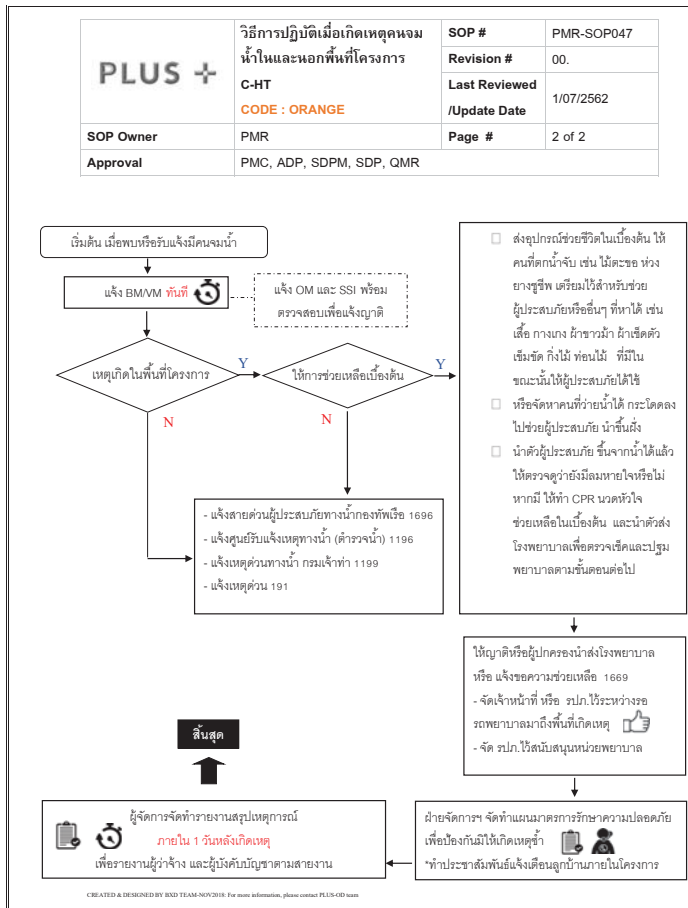 PLUS +
วิธีการปฏิบัติเมื่อเกิดเหตุคนจม
น้ำในและนอกพื้นที่โครงการ
C-HT
CODE : ORANGE
SOP #
PMR-SOP047
Revision #
00.
Last Reviewed
/Update Date
1/07/2562
SOP Owner
PMR
Page #
2 of 2
Approval
PMC, ADP, SDPM, SDP, QMR
เริ่มต้น เมื่อพบหรือรับแจ้งมีคนจมน้ำ
แจ้ง BM/VM ทันที
แจ้ง OM และ SSI พร้อม
ตรวจสอบเพื่อแจ้งญาติ
เหตุเกิดในพื้นที่โครงการ
Y
ให้การช่วยเหลือเบื้องต้น
Y
N
N
- แจ้งสายด่วนผู้ประสบภัยทางน้ำกองทัพเรือ 1696
- แจ้งศูนย์รับแจ้งเหตุทางน้ำ (ตำรวจน้ำ) 1196
- แจ้งเหตุด่วนทางน้ำ กรมเจ้าท่า 1199
- แจ้งเหตุด่วน 191
ส่งอุปกรณ์ช่วยชีวิตในเบื้องต้น ให้
คนที่ตกน้ำจับ เช่น ไม้ตะขอ ห่วง
ยางชูชีพ เตรียมไว้สำหรับช่วย
ผู้ประสบภัยหรืออื่นๆ ที่หาได้ เช่น
เสื้อ กางเกง ผ้าขาวม้า ผ้าเช็ดตัว
เข็มขัด กิ่งไม้ ท่อนไม้ ที่มีใน
ขณะนั้นให้ผู้ประสบภัยได้ใช้
หรือจัดหาคนที่ว่ายน้ำได้ กระโดดลง
ไปช่วยผู้ประสบภัย นำขึ้นฝั่ง
นำตัวผู้ประสบภัย ขึ้นจากน้ำได้แล้ว
ให้ตรวจดูว่ายังมีลมหายใจหรือไม่
หากมี ให้ทำ CPR นวดหัวใจ
ช่วยเหลือในเบื้องต้น และนำตัวส่ง
โรงพยาบาลเพื่อตรวจเช็คและปฐม
พยาบาลตามขั้นตอนต่อไป
ให้ญาติหรือผู้ปกครองนำส่งโรงพยาบาล
หรือ แจ้งขอความช่วยเหลือ 1669
- จัดเจ้าหน้าที่ หรือ รปภ.ไว้ระหว่างรอ
รถพยาบาลมาถึงพื้นที่เกิดเหตุ
- จัด รปภ.ไว้สนับสนุนหน่วยพยาบาล
ฝ่ายจัดการฯ จัดทำแผนมาตรการรักษาความปลอดภัย
เพื่อป้องกันมิให้เกิดเหตุซ้ำ
*ทำประชาสัมพันธ์แจ้งเตือนลูกบ้านภายในโครงการ
ผู้จัดการจัดทำรายงานสรุปเหตุการณ์
ภายใน 1 วันหลังเกิดเหตุ
เพื่อรายงานผู้ว่าจ้าง และผู้บังคับบัญชาตามสายงาน
สิ้นสุด
CREATED & DESIGNED BY BXD TEAM-NOV2018: For more information, please contact PLUS-OD team